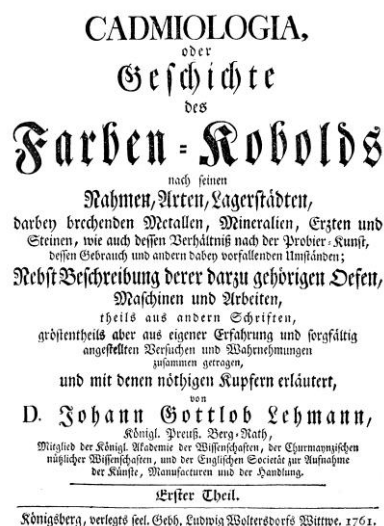 CADMIOLOGIA,
oder
Geschichte
des
Farben-Kobolds
nach seinen
Nahmen, Arten, Lagerstädten,
darbey brechenden Metallen, Mineralien, Erzten und
Steinen, wie auch dessen Verhältniß nach der Probier-Kunst,
dessen Gebrauch und andern dabey vorfallenden Umständen;
Nebst Beschreibung derer darzu gehörigen Oefen,
Maschinen und Arbeiten,
theils aus andern Schriften,
gröstentheils aber aus eigener Erfahrung und sorgfältig
angestellten Versuchen und Wahrnehmungen
zusammen getragen,
und mit denen nöthigen Kupfern erläutert,
von
D. Johann Gottlob Lehmann,
Königl. Preuß. Berg-Rath,
Mitglied der Königl. Akademie der Wissenschaften, der Churmaynzischen
nützlicher Wissenschaften, und der Englischen Societät zur Aufnahme
der Künste, Manufacturen und der Handlung.
Erster Theil.
Königsberg, verlegts seel. Gebh. Ludwig Woltersdorfs Wittwe. 1761.